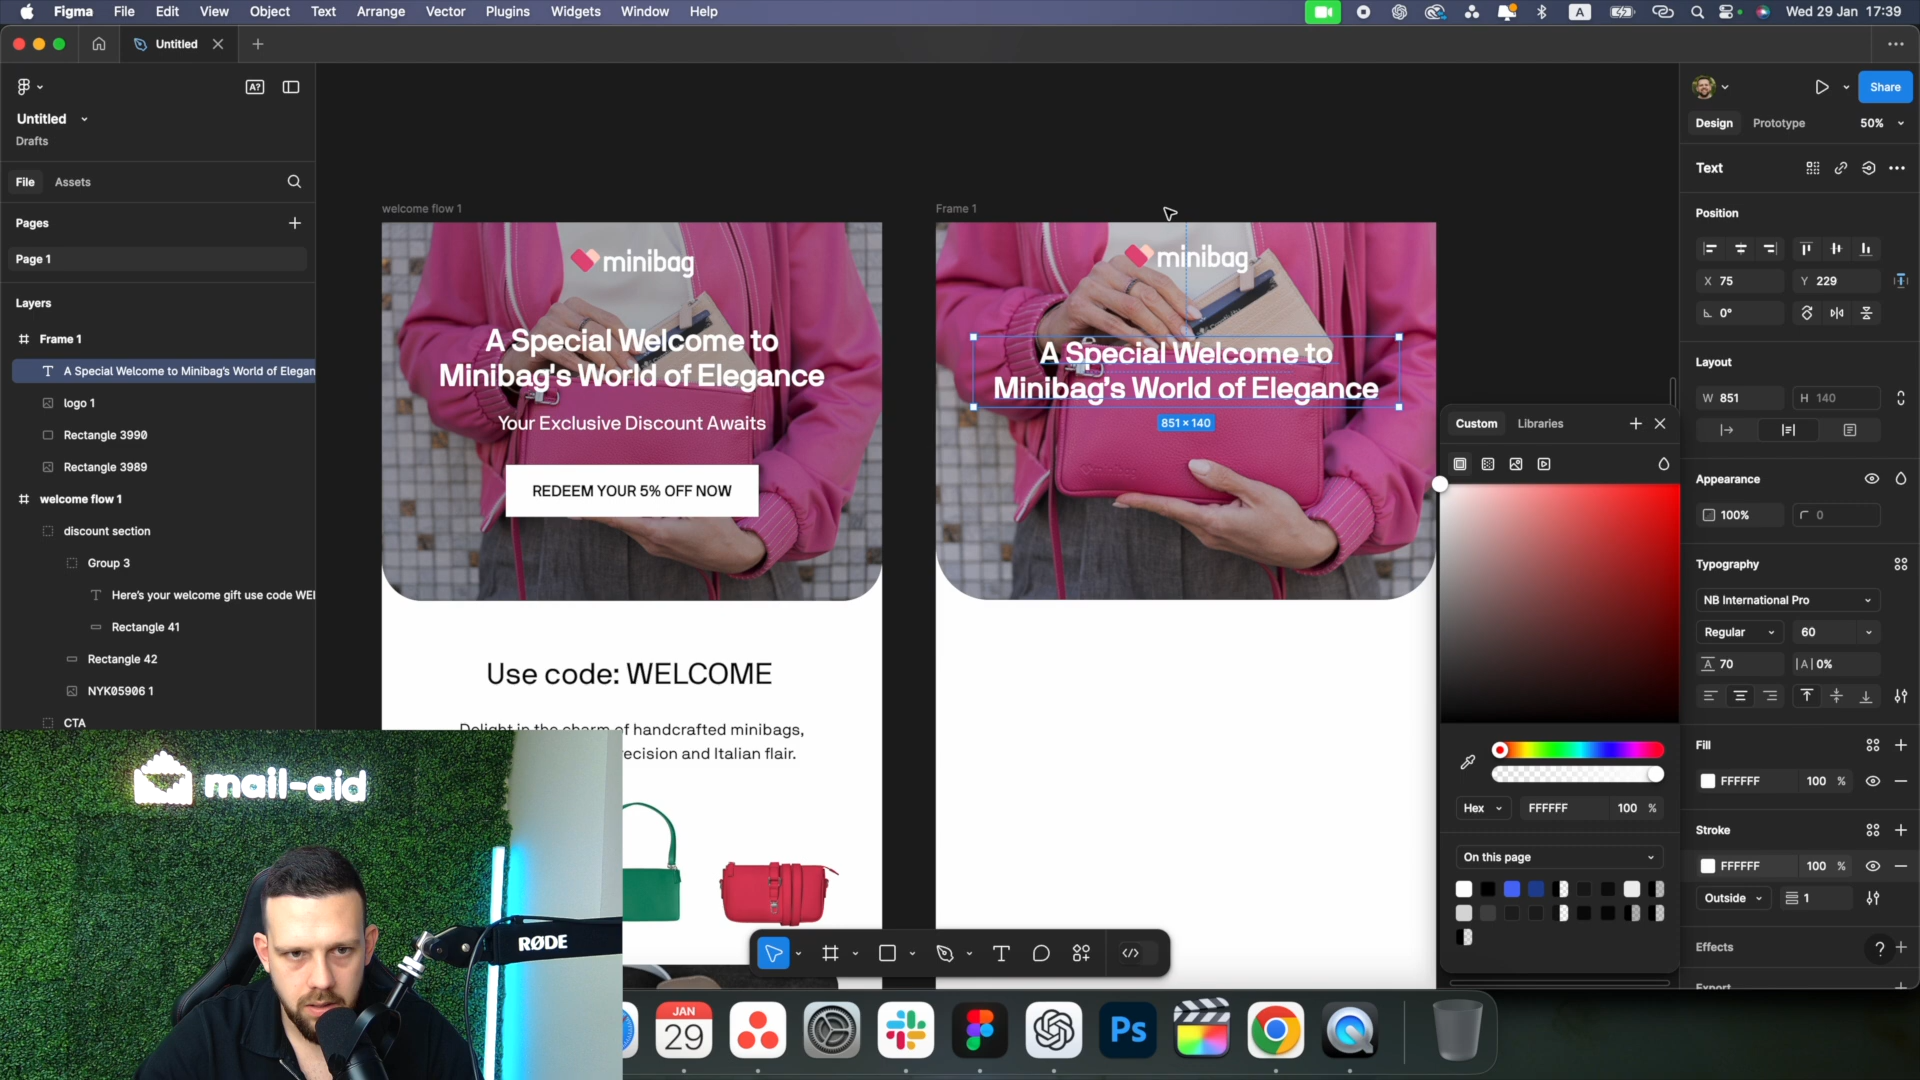 Figma File Edit View Object Text Arrange Vector Plugins Widgets Window Help
A
Wed 29 Jan 17:39
Untitled
A?
Share
Untitled
Drafts
Design Prototype 50%
File Assets
Text
Pages
Position
Page 1
X 75 Y 229
0°
Layers
Frame 1
A Special Welcome to Minibag's World of Elegan
logo 1
Rectangle 3990
Rectangle 3989
welcome flow 1
discount section
Group 3
Here's your welcome gift use code WEL
Rectangle 41
Rectangle 42
NYK05906 1
CTA
welcome flow 1
minibag
A Special Welcome to
Minibag's World of Elegance
Your Exclusive Discount Awaits
REDEEM YOUR 5% OFF NOW
Use code: WELCOME
Delight in the charm of handcrafted minibags,
recision and Italian flair.
Frame 1
minibag
A Special Welcome to
Minibag's World of Elegance
851 × 140
Layout
W 851 H 140
Appearance
100% 0
Typography
NB International Pro
Regular 60
70 |A| 0%
Fill
FFFFFF 100 %
Stroke
FFFFFF 100 %
Outside 1
Effects
?
Export
Custom Libraries
Hex FFFFFF 100 %
On this page
mail-aid
RØDE
JAN
29
Ps